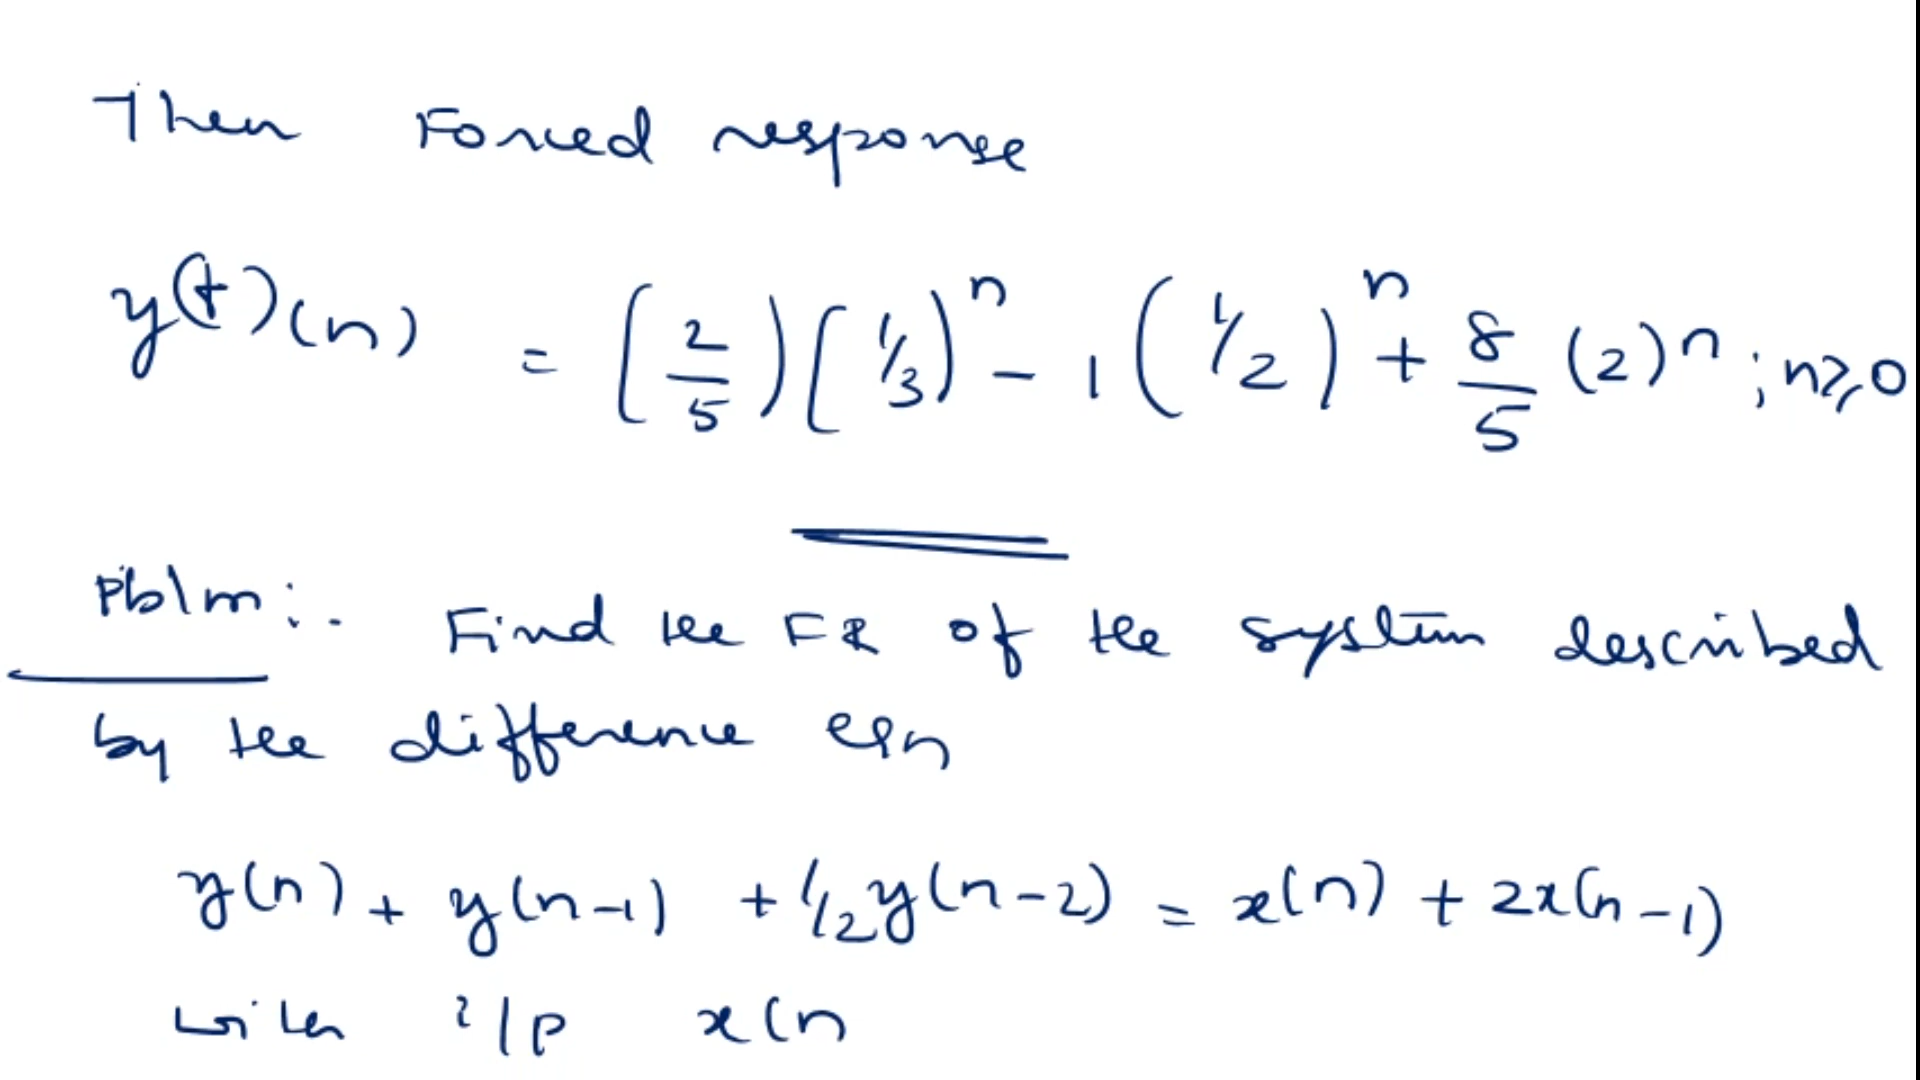 Then Forced response
y(f)(n) = (2/5)(1/3)^n - 1(1/2)^n + 8/5 (2)^n ; n≥0
Pblm:- Find the FR of the system described
by the difference eqn
y(n) + y(n-1) + 1/2y(n-2) = x(n) + 2x(n-1)
with i/p x(n